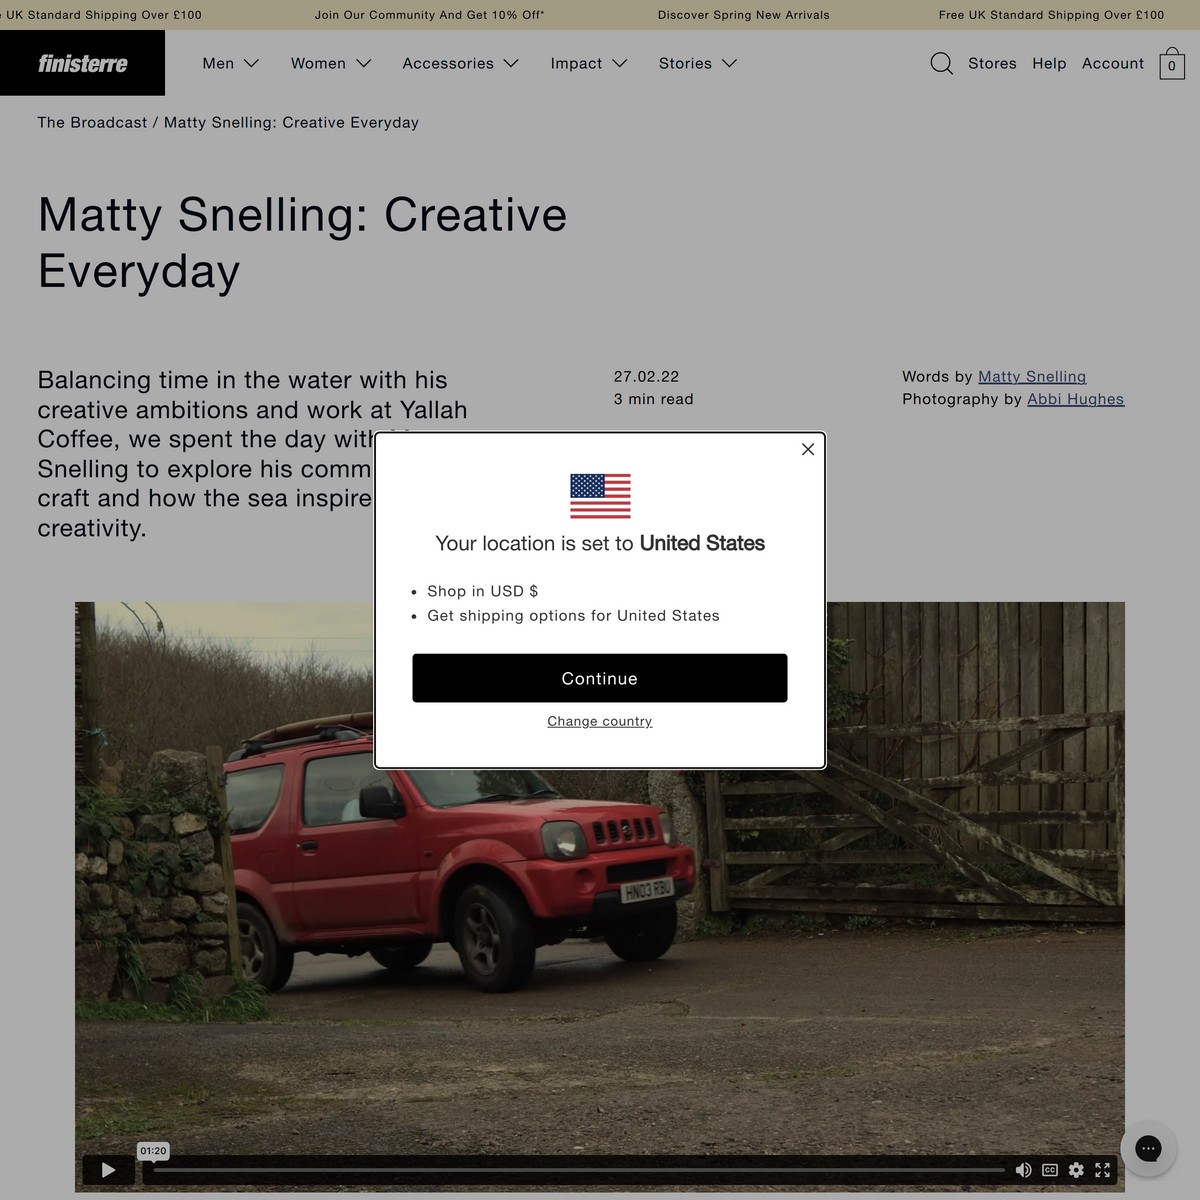 UK Standard Shipping Over £100
Join Our Community And Get 10% Off*
Discover Spring New Arrivals
Free UK Standard Shipping Over £100
finisterre
Men
Women
Accessories
Impact
Stories
Stores
Help
Account
0
The Broadcast / Matty Snelling: Creative Everyday
Matty Snelling: Creative
Everyday
Balancing time in the water with his
creative ambitions and work at Yallah
Coffee, we spent the day with
Snelling to explore his comm
craft and how the sea inspire
creativity.
27.02.22
3 min read
Words by Matty Snelling
Photography by Abbi Hughes
Your location is set to United States
Shop in USD $
Get shipping options for United States
Continue
Change country
HN03 RBU
01:20
CC